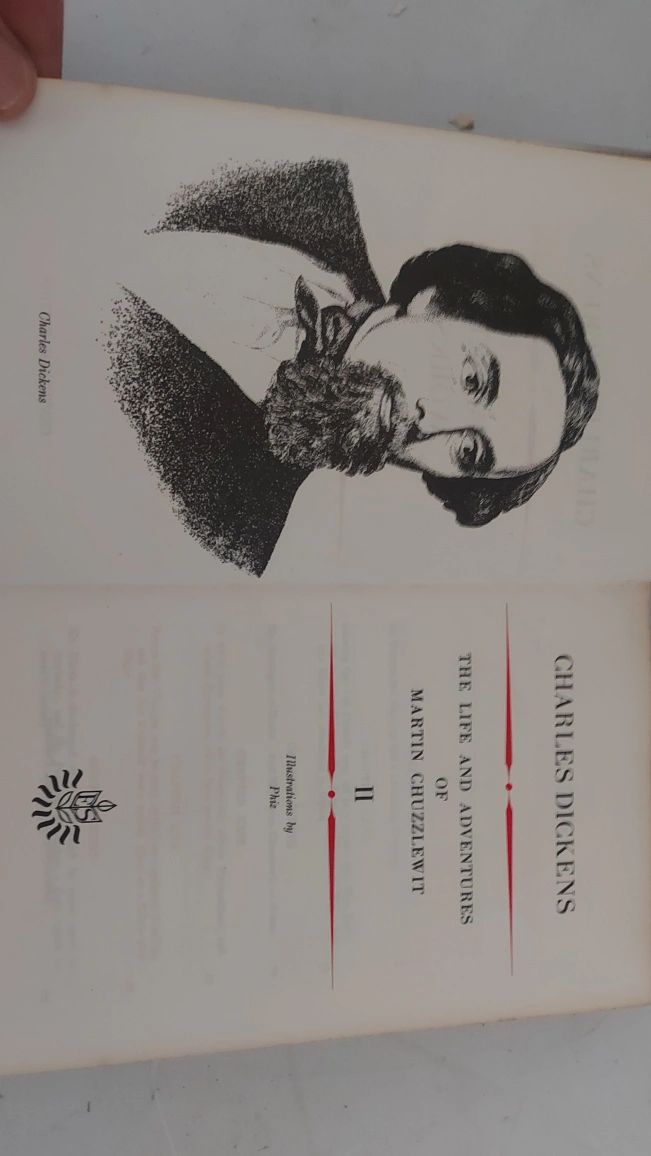 Charles Dickens
CHARLES DICKENS
THE LIFE AND ADVENTURES
OF
MARTIN CHUZZLEWIT
II
Illustrations by
Phiz